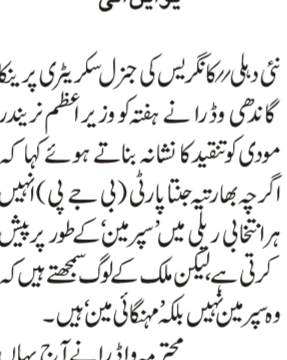 نئی دہلی؍؍کانگریس کی جنرل سکریٹری پرینکا
گاندھی وڈرا نے ہفتہ کو وزیر اعظم نریندر
مودی کو تنقید کا نشانہ بناتے ہوئے کہا کہ
اگرچہ بھارتیہ جنتا پارٹی (بی جے پی) انہیں
ہر انتخابی ریلی میں ’سپر مین‘ کے طور پر پیش
کرتی ہے، لیکن ملک کے لوگ سمجھتے ہیں کہ
وہ سپر مین نہیں بلکہ ’مہنگائی مین‘ ہیں۔